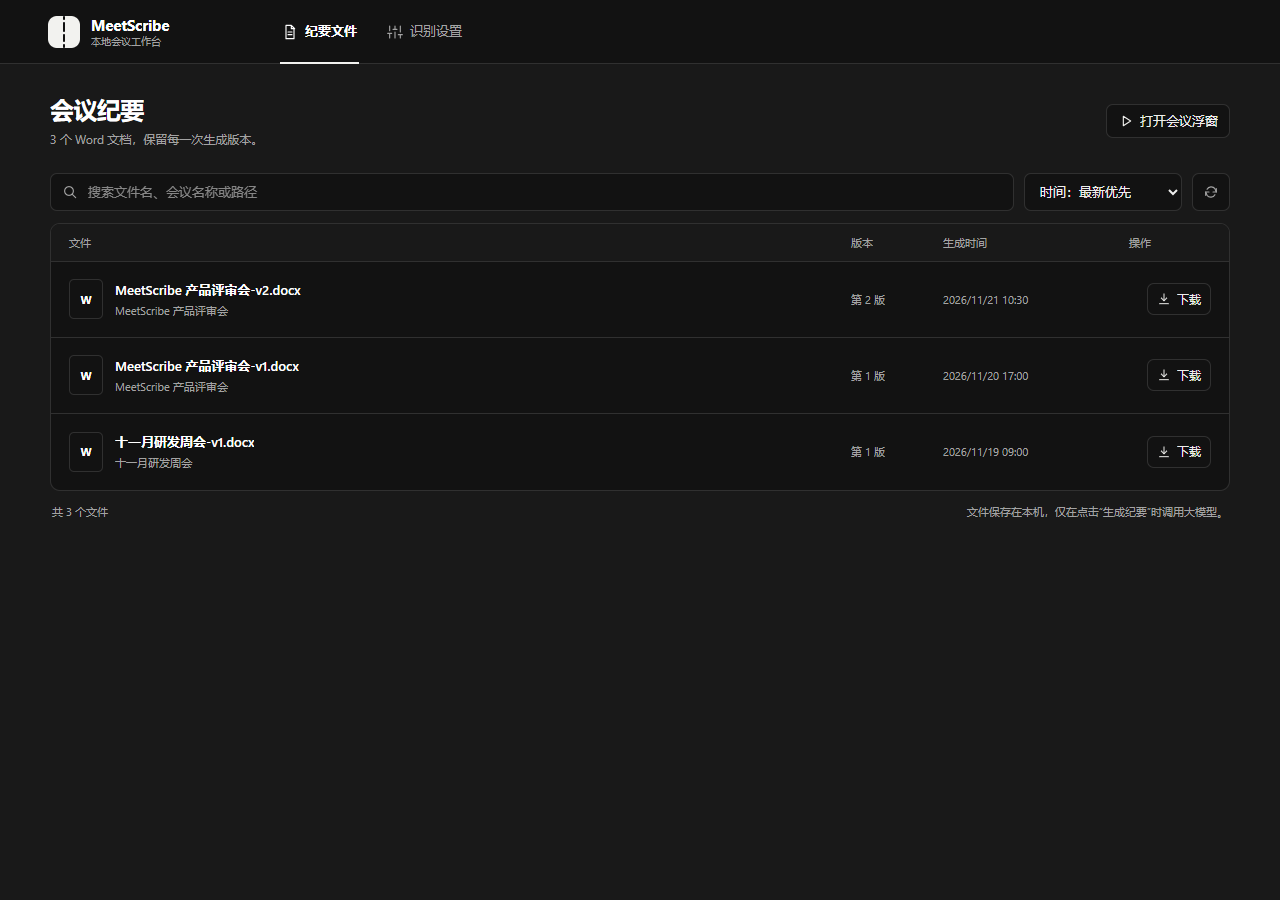 MeetScribe
本地会议工作台
纪要文件
识别设置
会议纪要
3 个 Word 文档，保留每一次生成版本。
打开会议浮窗
搜索文件名、会议名称或路径
时间：最新优先
文件 版本 生成时间 操作
W
MeetScribe 产品评审会-v2.docx
MeetScribe 产品评审会
第 2 版
2026/11/21 10:30
下载
W
MeetScribe 产品评审会-v1.docx
MeetScribe 产品评审会
第 1 版
2026/11/20 17:00
下载
W
十一月研发周会-v1.docx
十一月研发周会
第 1 版
2026/11/19 09:00
下载
共 3 个文件
文件保存在本机，仅在点击“生成纪要”时调用大模型。